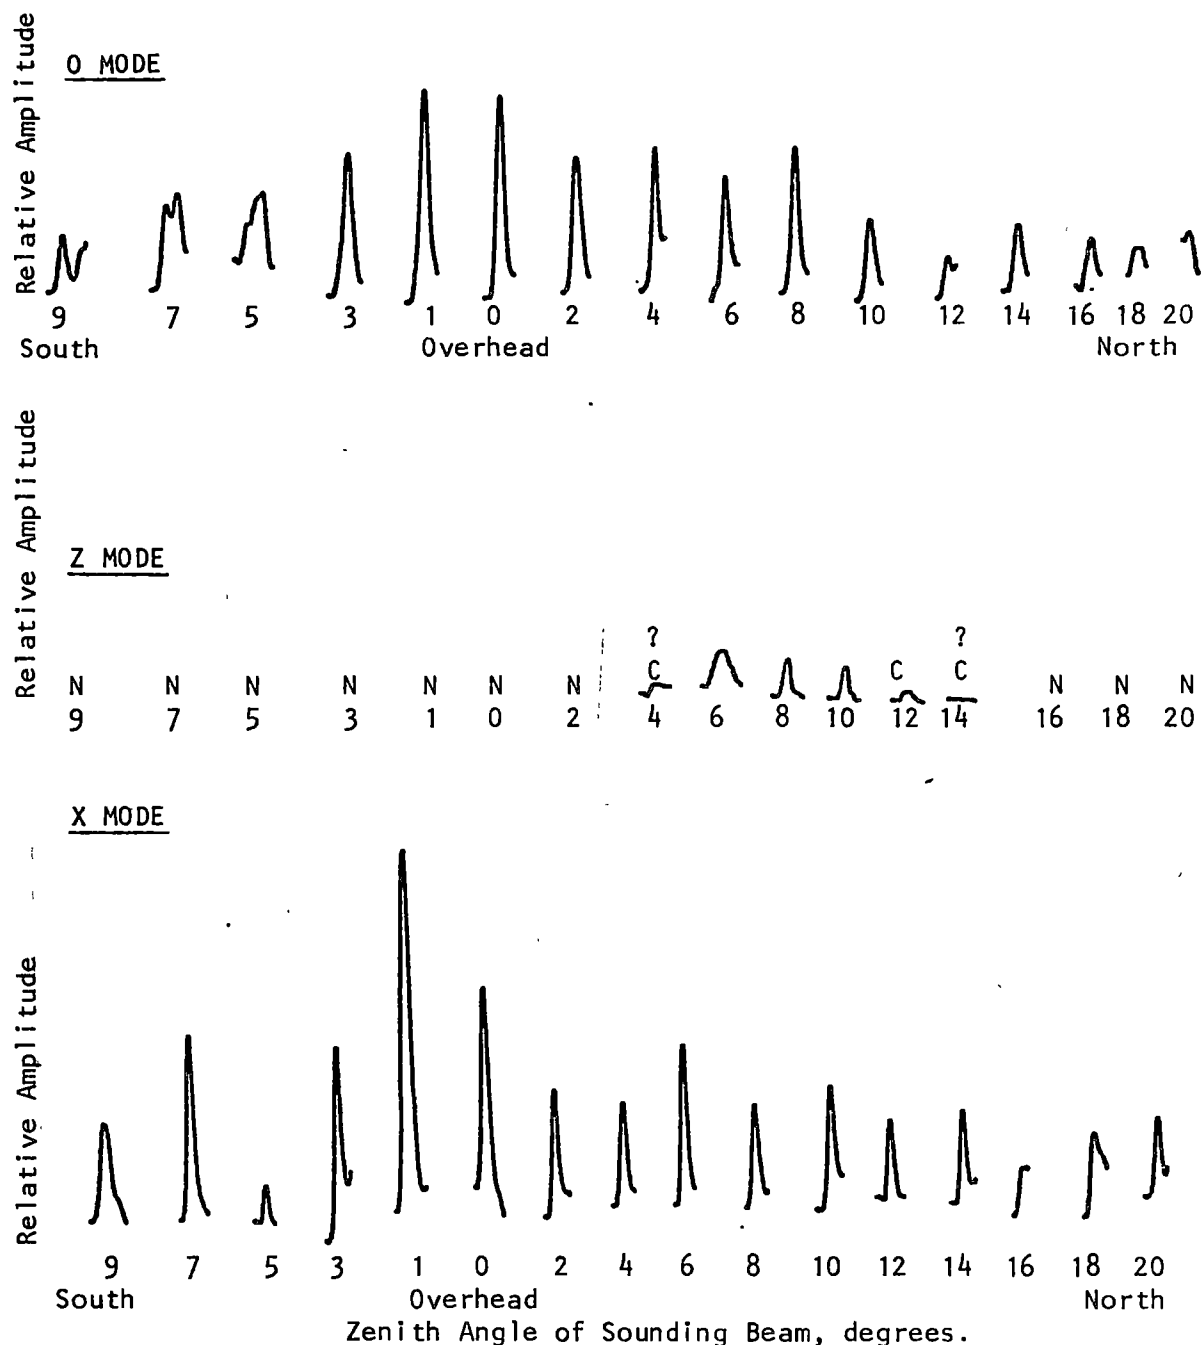 Relative Amplitude
O MODE
9 7 5 3 1 0 2 4 6 8 10 12 14 16 18 20
South Overhead North
Relative Amplitude
Z MODE
? ?
C C C
N N N N N N N N N N
9 7 5 3 1 0 2 4 6 8 10 12 14 16 18 20
X MODE
Relative Amplitude
9 7 5 3 1 0 2 4 6 8 10 12 14 16 18 20
South Overhead North
Zenith Angle of Sounding Beam, degrees.